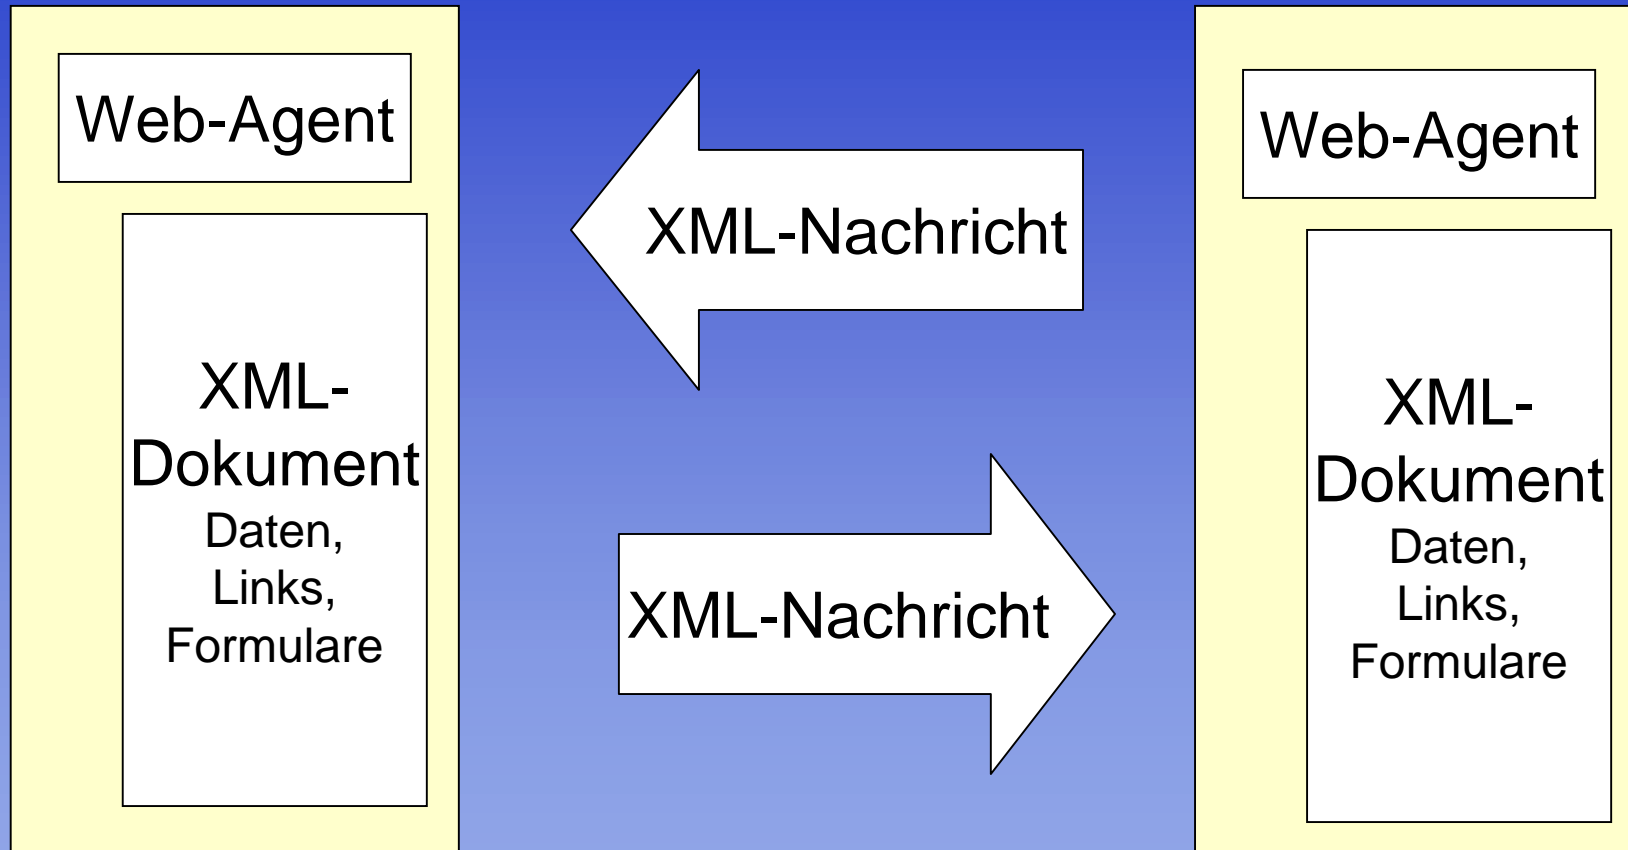 Web-Agent
XML-
Dokument
Daten,
Links,
Formulare
XML-Nachricht
XML-Nachricht
Web-Agent
XML-
Dokument
Daten,
Links,
Formulare